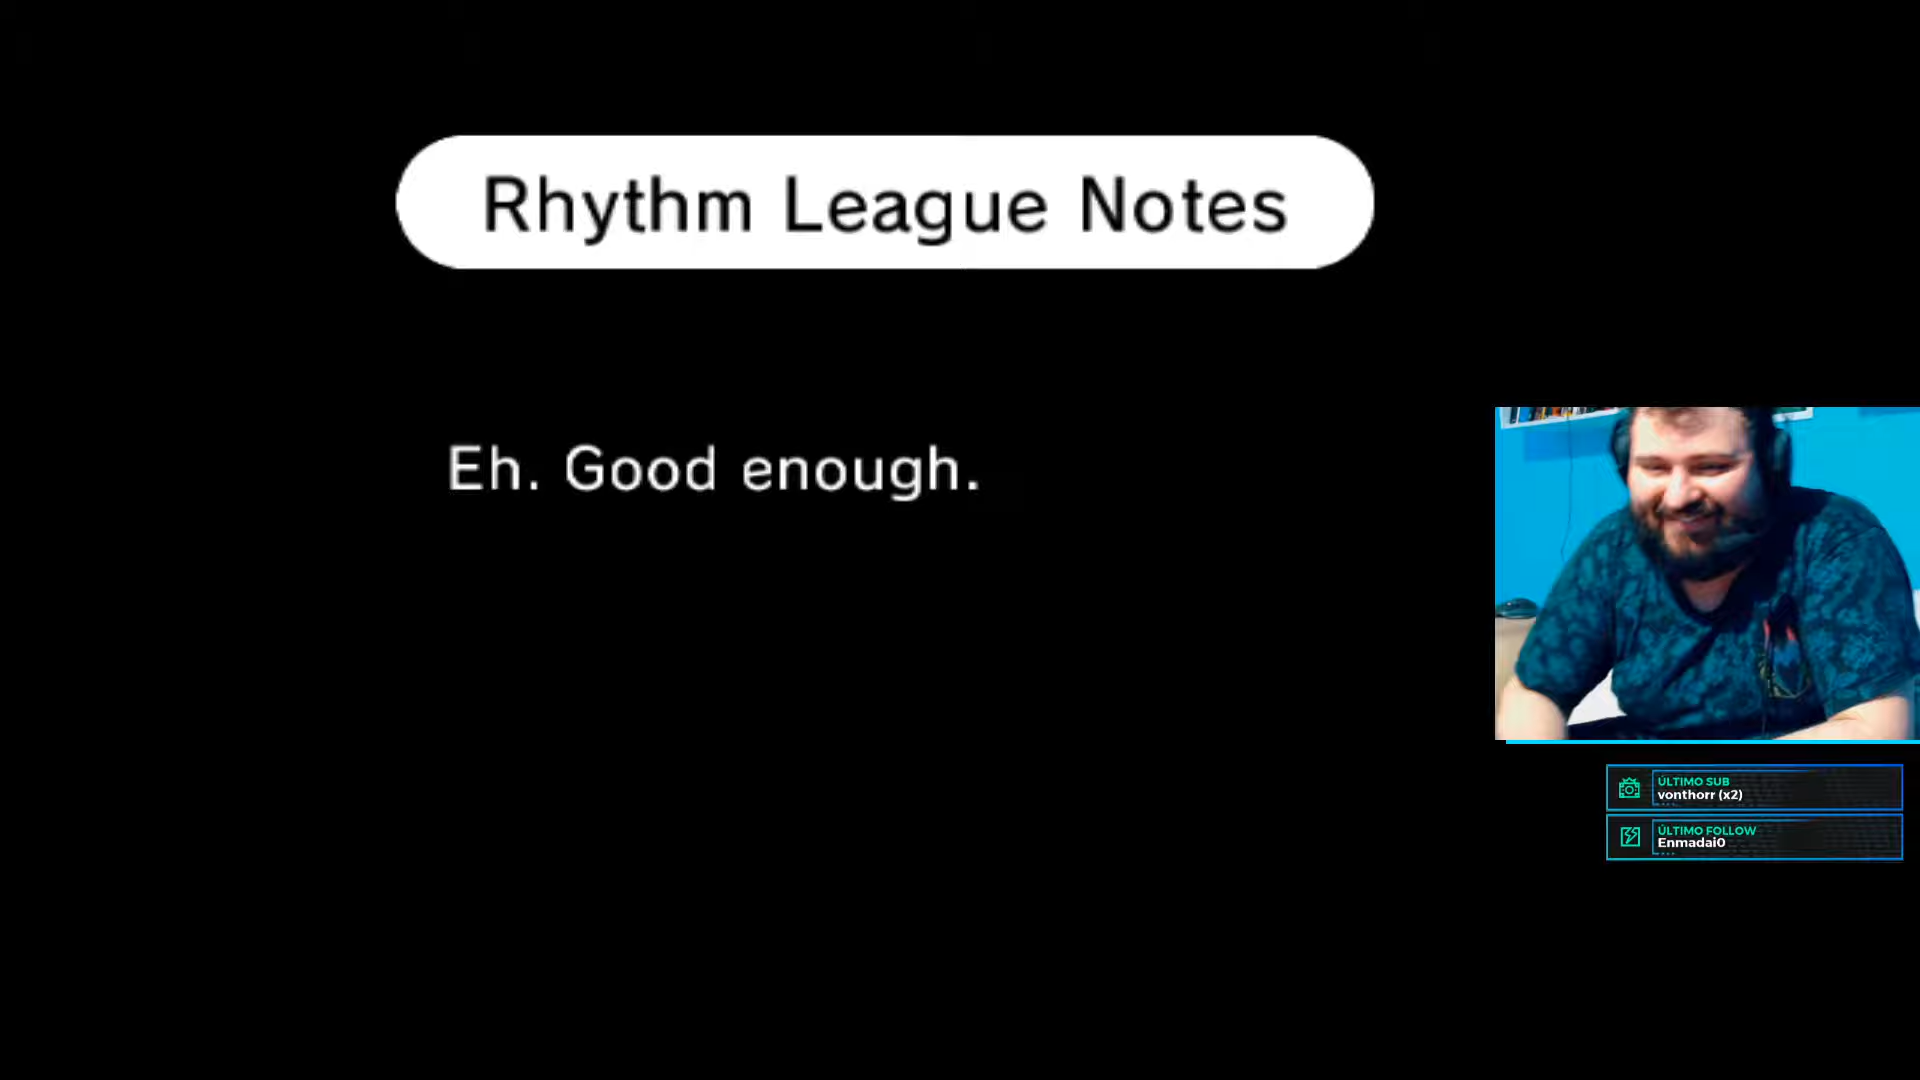 Rhythm League Notes
Eh. Good enough.
ÚLTIMO SUB
vonthorr (x2)
ÚLTIMO FOLLOW
Enmadai0